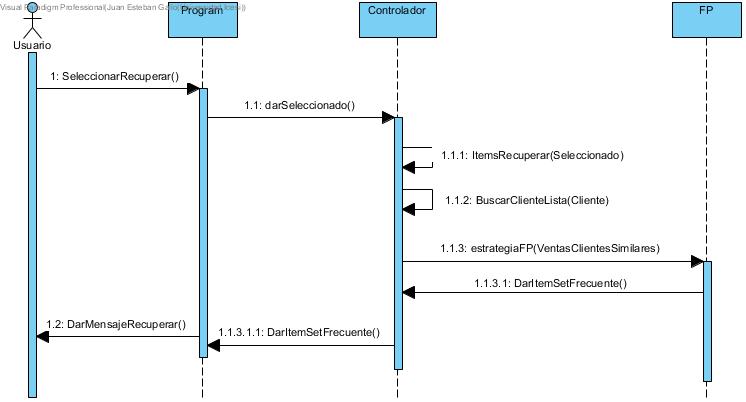 Visual Paradigm Professional(Juan Esteban
Program
Controlador
FP
Usuario
1: SeleccionarRecuperar()
1.1: darSeleccionado()
1.1.1: ItemsRecuperar(Seleccionado)
1.1.2: BuscarClienteLista(Cliente)
1.1.3: estrategiaFP(VentasClientesSimilares)
1.1.3.1: DarItemSetFrecuente()
1.2: DarMensajeRecuperar()
1.1.3.1.1: DarItemSetFrecuente()